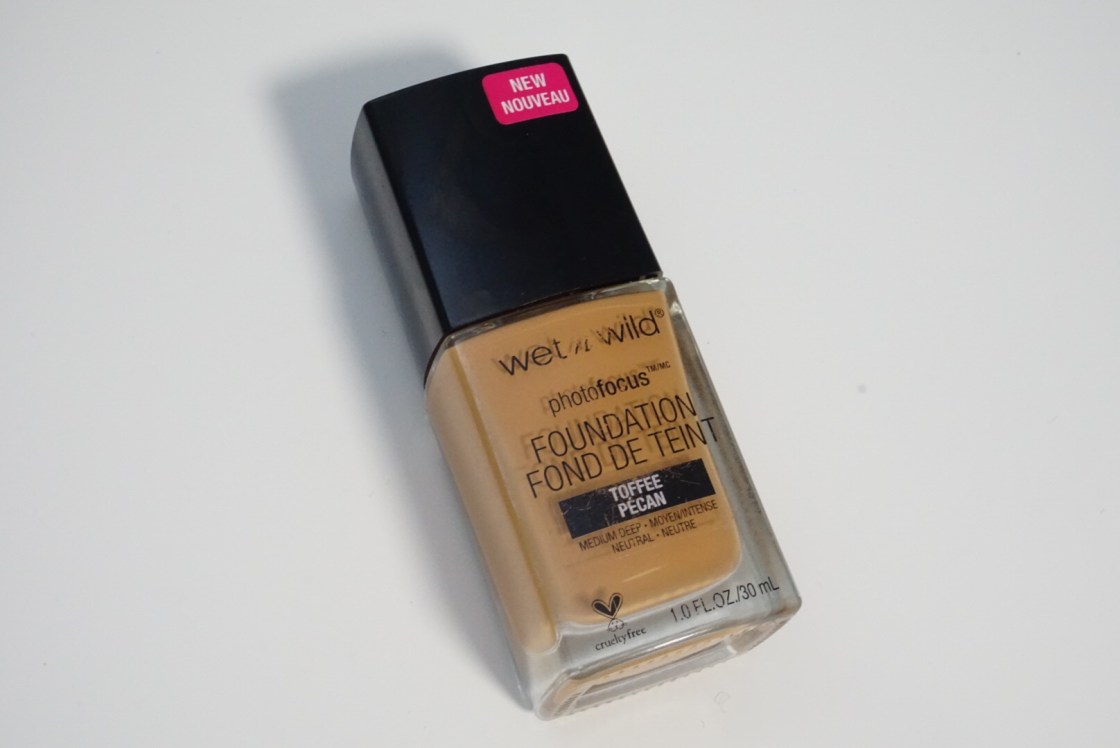 NEW
NOUVEAU
wet n wild®
photofocus™/MC
FOUNDATION
FOND DE TEINT
TOFFEE
PÉCAN
MEDIUM DEEP - MOYEN/INTENSE
NEUTRAL - NEUTRE
crueltyfree
1.0 FL.OZ./30 mL